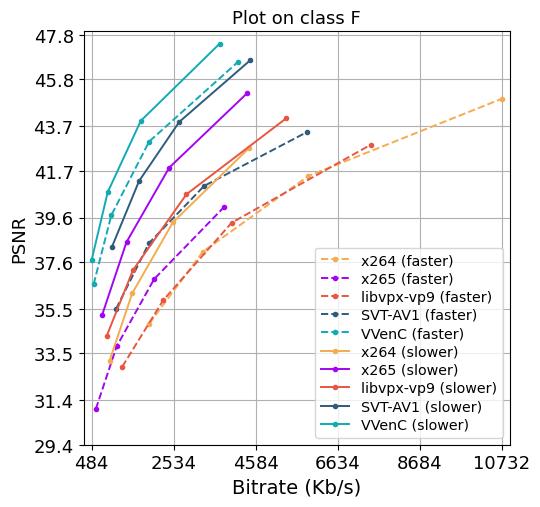 Plot on class F
47.8
45.8
43.7
41.7
39.6
37.6
35.5
33.5
31.4
29.4
PSNR
x264 (faster)
x265 (faster)
libvpx-vp9 (faster)
SVT-AV1 (faster)
VVenC (faster)
x264 (slower)
x265 (slower)
libvpx-vp9 (slower)
SVT-AV1 (slower)
VVenC (slower)
484 2534 4584 6634 8684 10732
Bitrate (Kb/s)